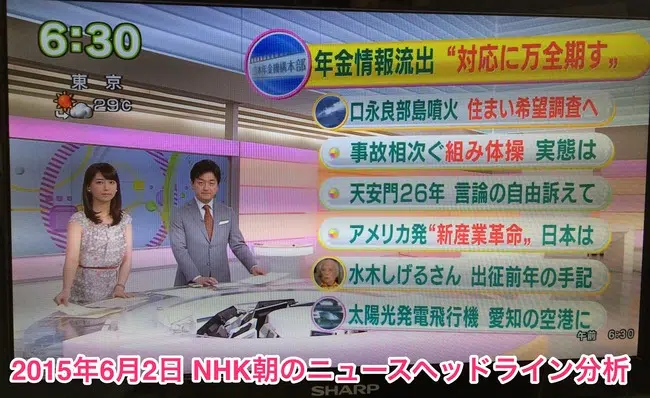 6:30
東京
29℃
年金機構本部
年金情報流出 “対応に万全期す„
口永良部島噴火 住まい希望調査へ
事故相次ぐ組み体操 実態は
天安門26年 言論の自由訴えて
アメリカ発“新産業革命„ 日本は
水木しげるさん 出征前年の手記
太陽光発電飛行機 愛知の空港に
午前 6:30
2015年6月2日 NHK朝のニュースヘッドライン分析
SHARP